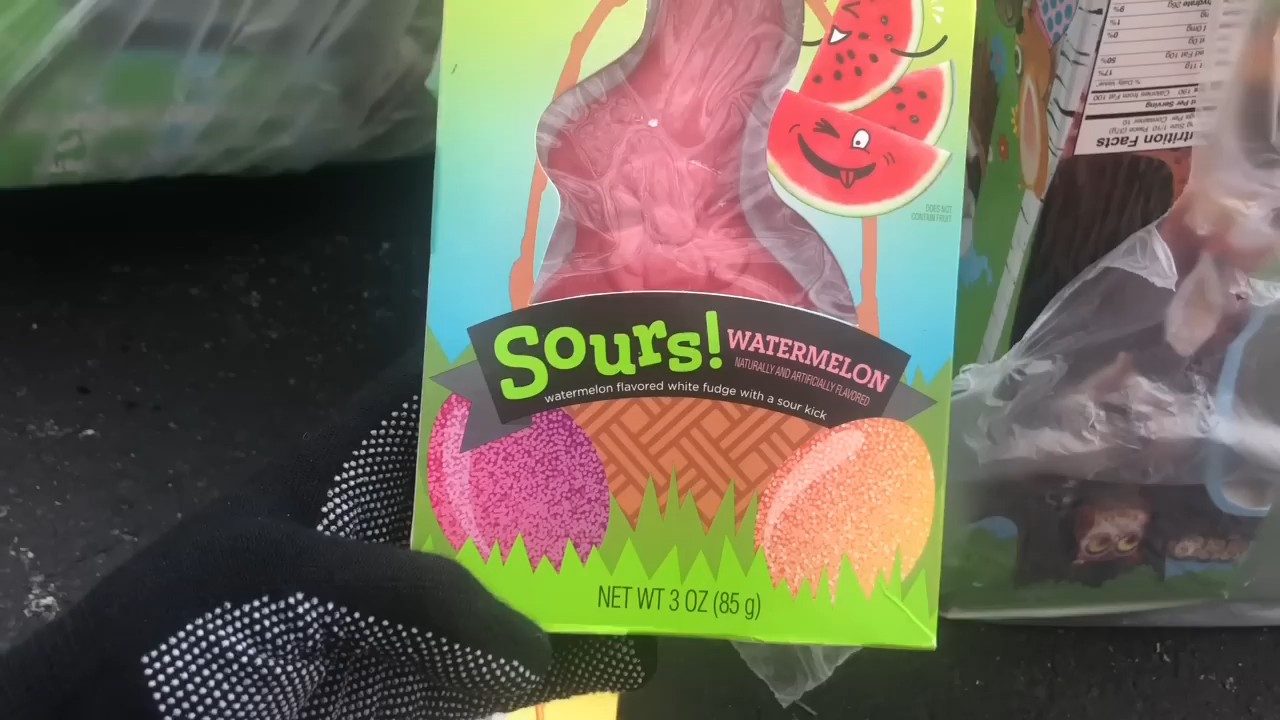 DOES NOT
CONTAIN FRUIT
Sours! WATERMELON
NATURALLY AND ARTIFICIALLY FLAVORED
watermelon flavored white fudge with a sour kick
NET WT 3 OZ (85 g)
Nutrition Facts